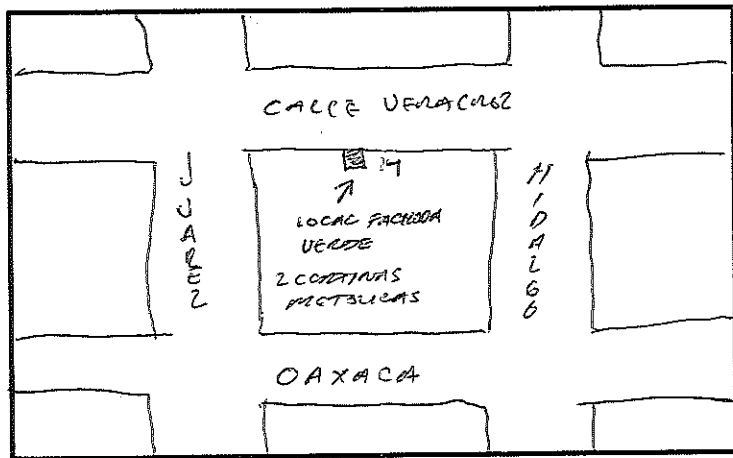 CALLE VERACRUZ
JUAREZ
14
HIDALGO
LOCAL FACHADA
VERDE
2 CORTINAS
METALICAS
OAXACA